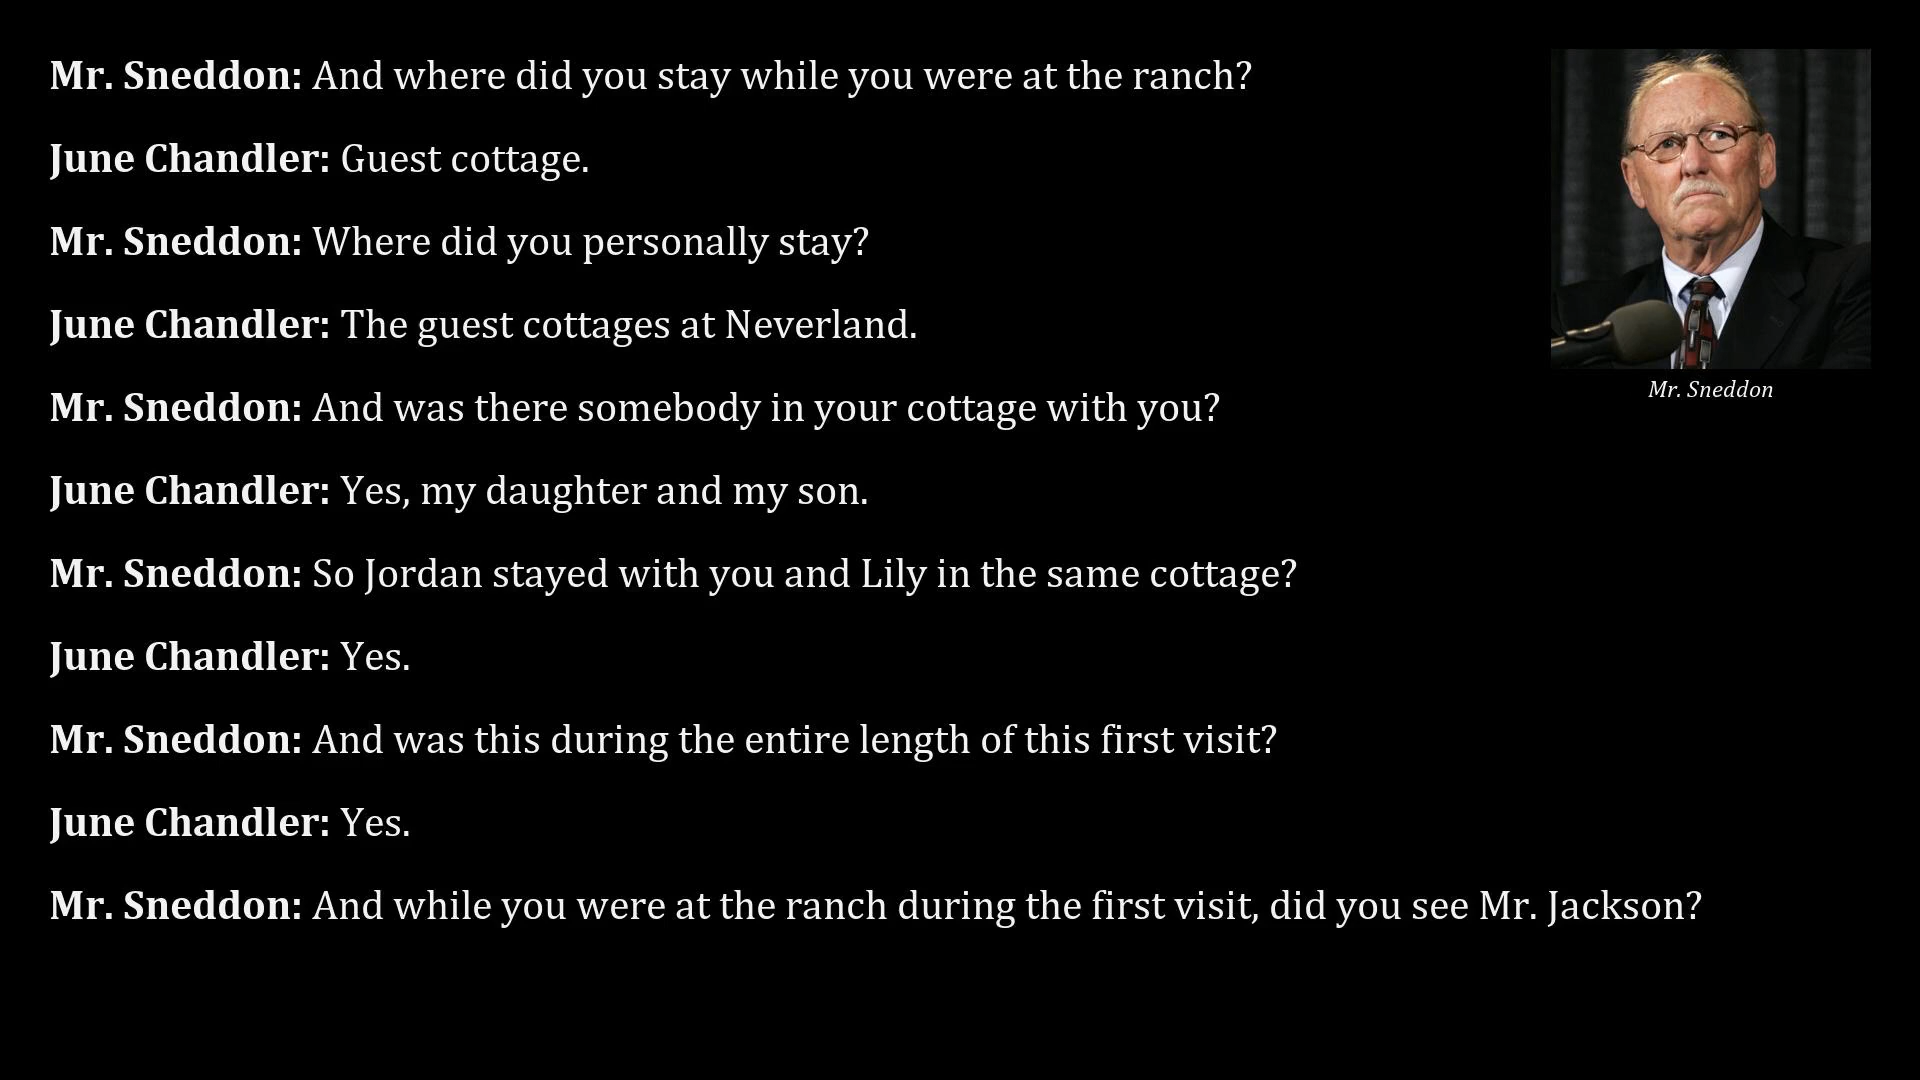 Mr. Sneddon: And where did you stay while you were at the ranch?
June Chandler: Guest cottage.
Mr. Sneddon: Where did you personally stay?
June Chandler: The guest cottages at Neverland.
Mr. Sneddon: And was there somebody in your cottage with you?
June Chandler: Yes, my daughter and my son.
Mr. Sneddon: So Jordan stayed with you and Lily in the same cottage?
June Chandler: Yes.
Mr. Sneddon: And was this during the entire length of this first visit?
June Chandler: Yes.
Mr. Sneddon: And while you were at the ranch during the first visit, did you see Mr. Jackson?
Mr. Sneddon